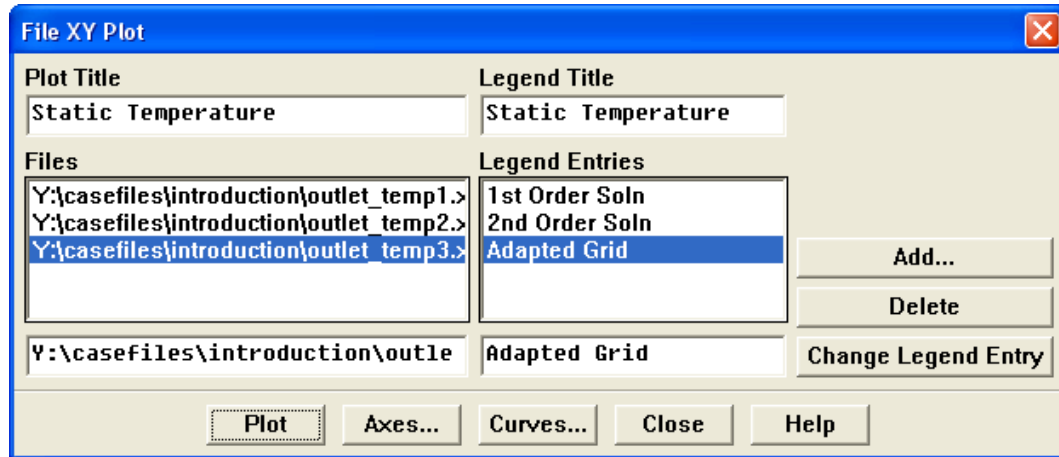 File XY Plot
Plot Title
Legend Title
Static Temperature
Static Temperature
Files
Legend Entries
Y:\casefiles\introduction\outlet_temp1.x
1st Order Soln
Y:\casefiles\introduction\outlet_temp2.x
2nd Order Soln
Y:\casefiles\introduction\outlet_temp3.x
Adapted Grid
Add...
Delete
Y:\casefiles\introduction\outle
Adapted Grid
Change Legend Entry
Plot
Axes...
Curves...
Close
Help